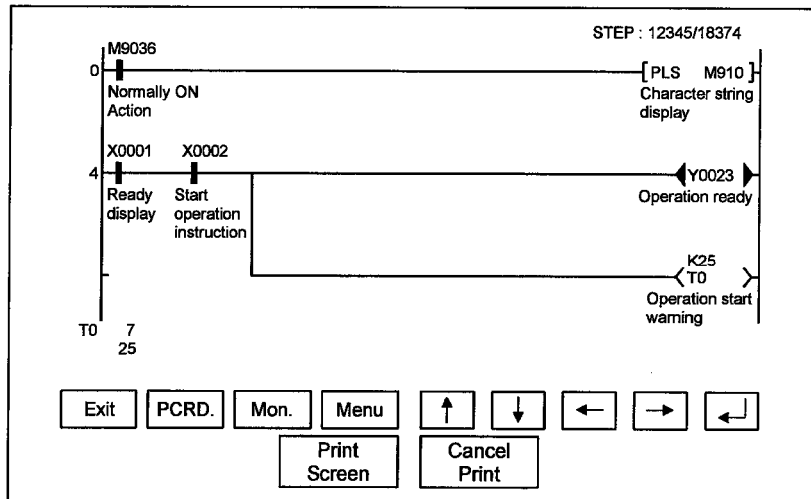 STEP : 12345/18374
M9036
0
[ PLS M910 ]
Normally ON
Action
Character string
display
X0001 X0002
4
Y0023
Ready
display
Start
operation
instruction
Operation ready
K25
T0
Operation start
warning
T0 7
25
Exit PCRD. Mon. Menu ↑ ↓ ← → ↵
Print
Screen
Cancel
Print